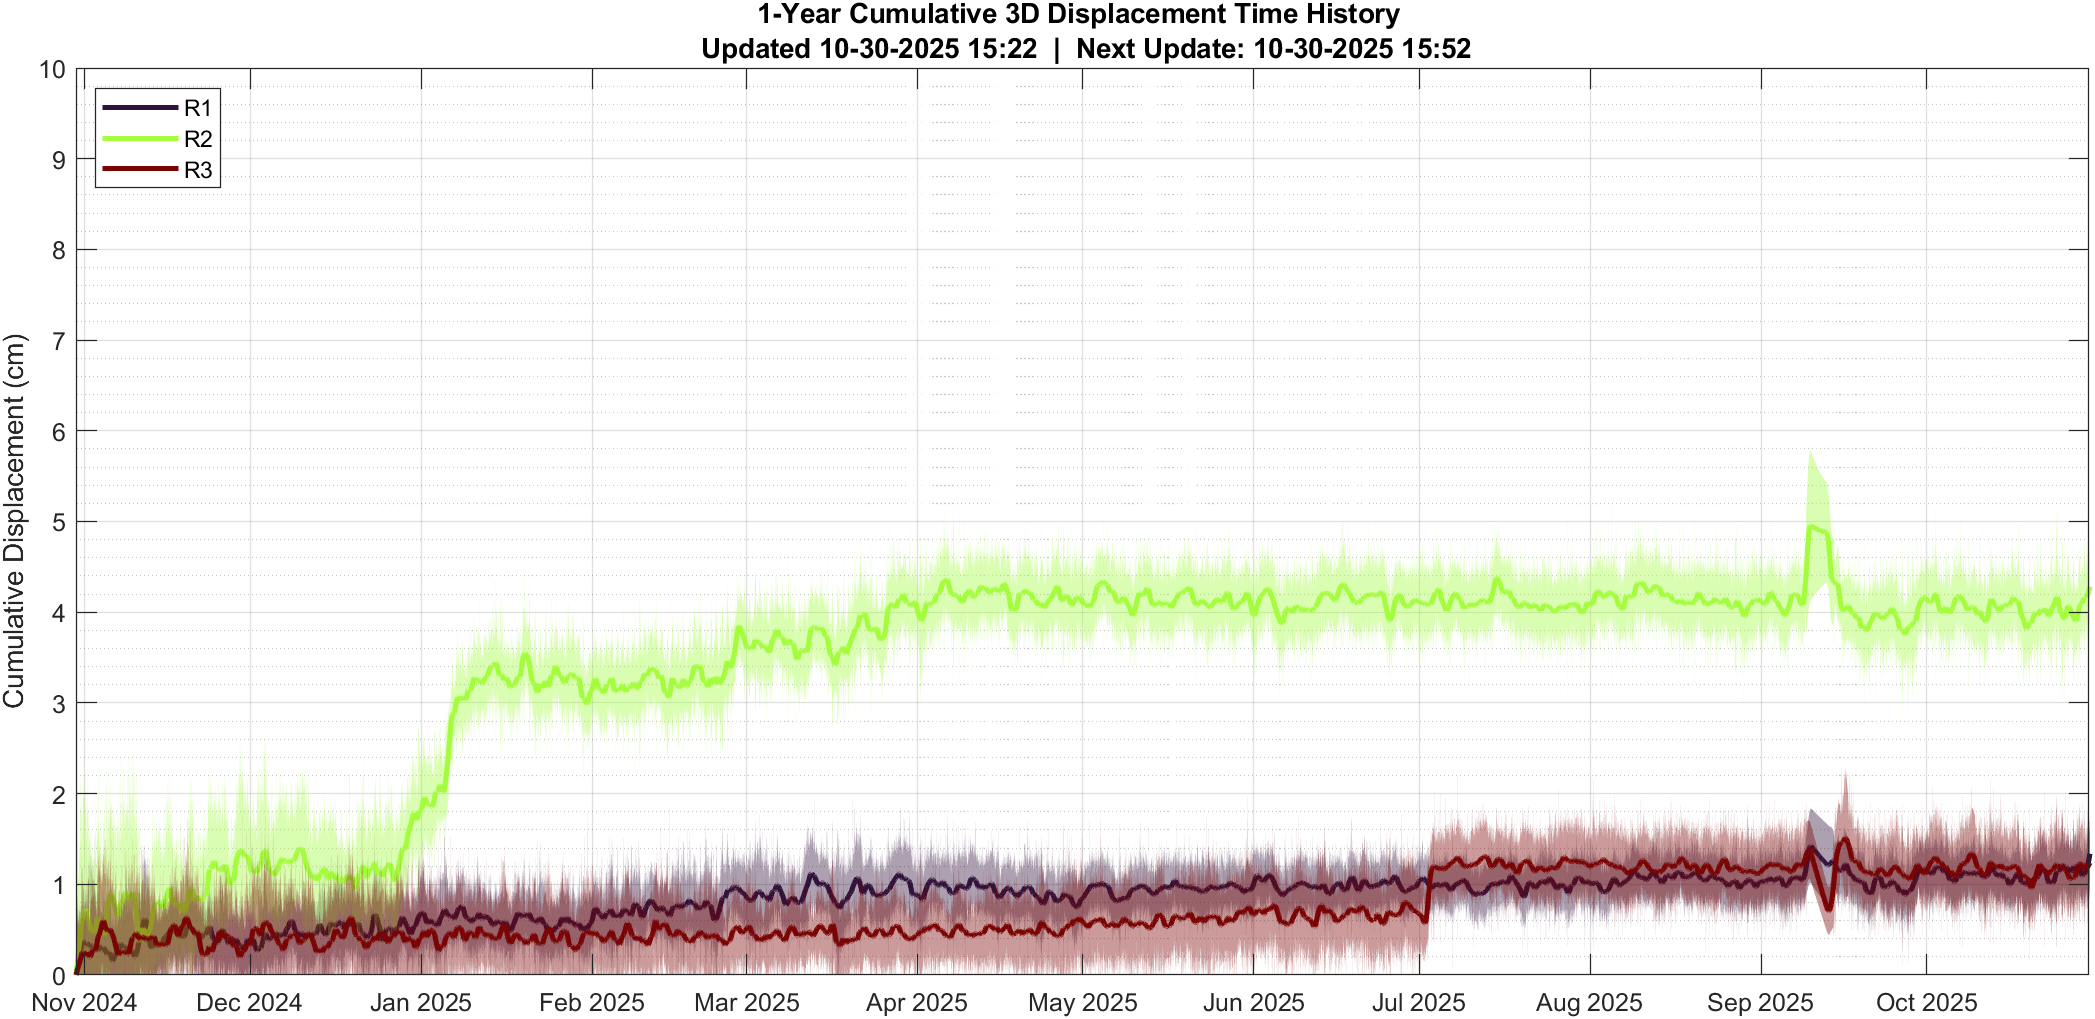 1-Year Cumulative 3D Displacement Time History
Updated 10-30-2025 15:22 | Next Update: 10-30-2025 15:52
R1
R2
R3
Cumulative Displacement (cm)
10
9
8
7
6
5
4
3
2
1
0
Nov 2024 Dec 2024 Jan 2025 Feb 2025 Mar 2025 Apr 2025 May 2025 Jun 2025 Jul 2025 Aug 2025 Sep 2025 Oct 2025